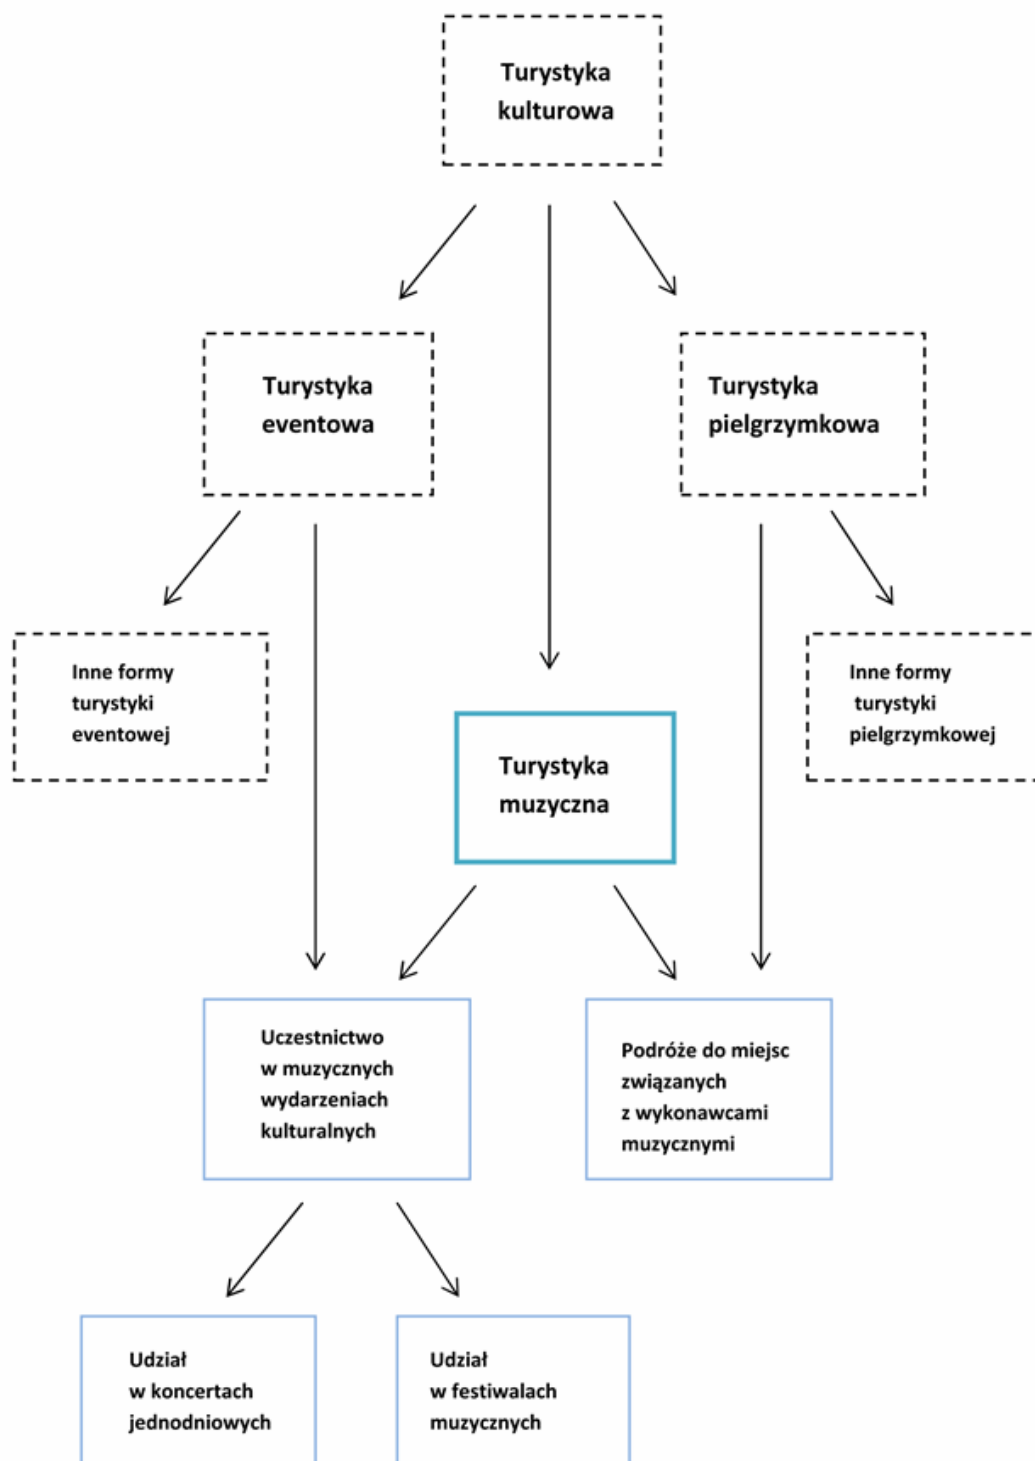 Turystyka
kulturowa
Turystyka
eventowa
Turystyka
pielgrzymkowa
Inne formy
turystyki
eventowej
Inne formy
turystyki
pielgrzymkowej
Turystyka
muzyczna
Uczestnictwo
w muzycznych
wydarzeniach
kulturalnych
Podróże do miejsc
związanych
z wykonawcami
muzycznymi
Udział
w koncertach
jednodniowych
Udział
w festiwalach
muzycznych